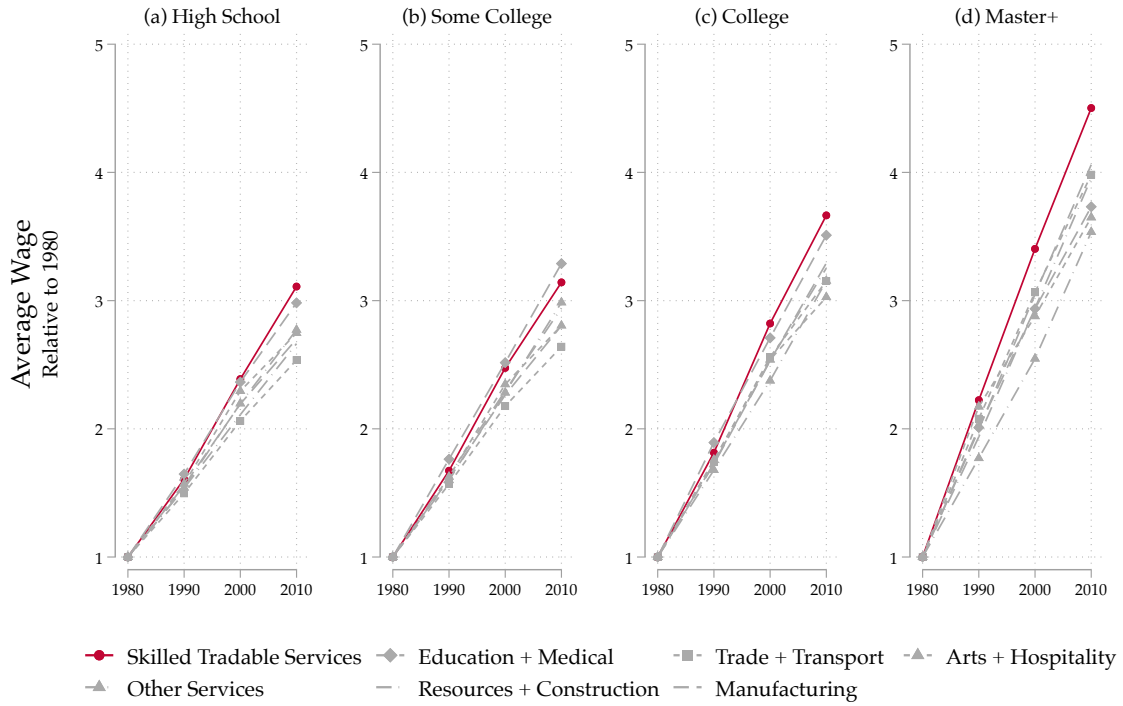 (a) High School
(b) Some College
(c) College
(d) Master+
Average Wage
Relative to 1980
5
4
3
2
1
1980 1990 2000 2010
5
4
3
2
1
1980 1990 2000 2010
5
4
3
2
1
1980 1990 2000 2010
5
4
3
2
1
1980 1990 2000 2010
Skilled Tradable Services
Education + Medical
Trade + Transport
Arts + Hospitality
Other Services
Resources + Construction
Manufacturing